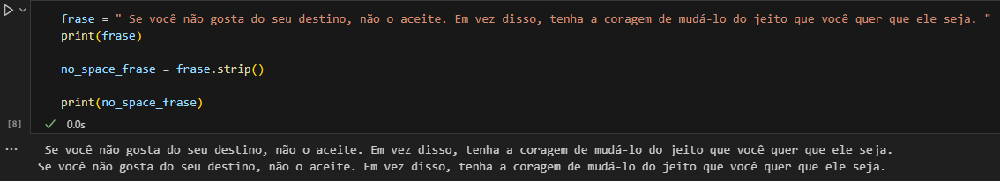 frase = " Se você não gosta do seu destino, não o aceite. Em vez disso, tenha a coragem de mudá-lo do jeito que você quer que ele seja. "
print(frase)
no_space_frase = frase.strip()
print(no_space_frase)
[8]
0.0s
...
 Se você não gosta do seu destino, não o aceite. Em vez disso, tenha a coragem de mudá-lo do jeito que você quer que ele seja.
Se você não gosta do seu destino, não o aceite. Em vez disso, tenha a coragem de mudá-lo do jeito que você quer que ele seja.